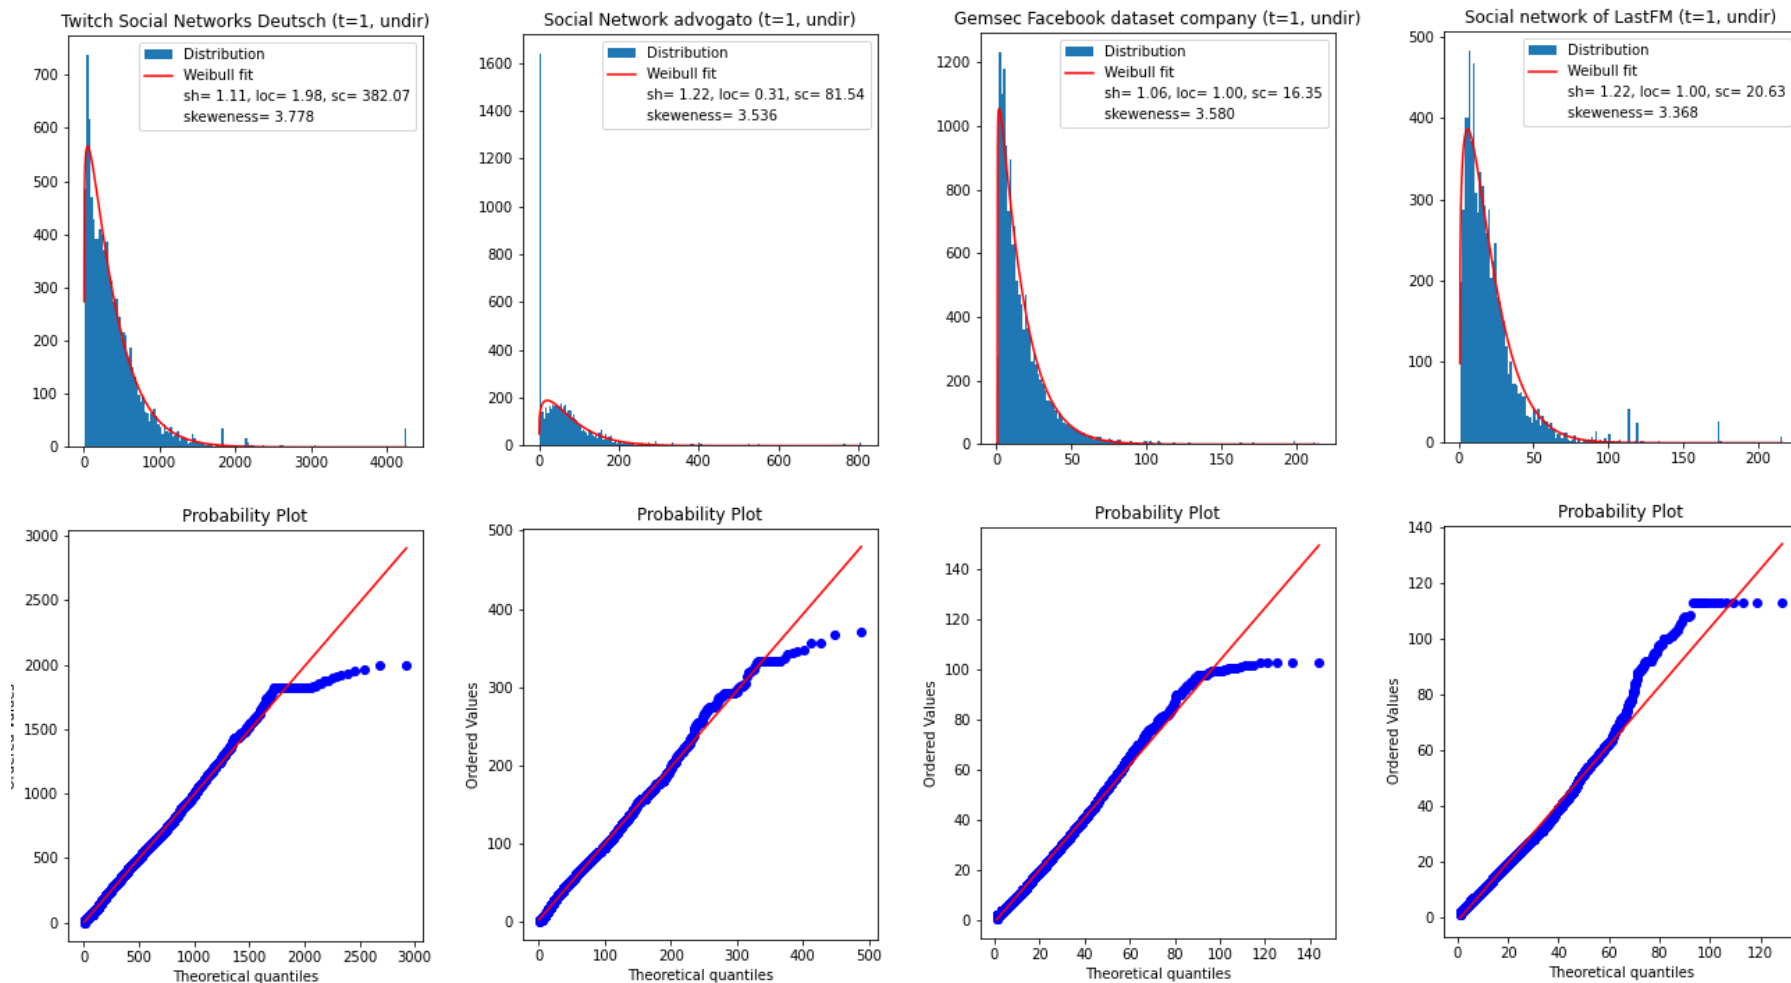 Twitch Social Networks Deutsch (t=1, undir)
Distribution
Weibull fit
sh= 1.11, loc= 1.98, sc= 382.07
skeweness= 3.778
700
600
500
400
300
200
100
0
0 1000 2000 3000 4000
Social Network advogato (t=1, undir)
Distribution
Weibull fit
sh= 1.22, loc= 0.31, sc= 81.54
skeweness= 3.536
1600
1400
1200
1000
800
600
400
200
0
0 200 400 600 800
Gemsec Facebook dataset company (t=1, undir)
Distribution
Weibull fit
sh= 1.06, loc= 1.00, sc= 16.35
skeweness= 3.580
1200
1000
800
600
400
200
0
0 50 100 150 200
Social network of LastFM (t=1, undir)
Distribution
Weibull fit
sh= 1.22, loc= 1.00, sc= 20.63
skeweness= 3.368
500
400
300
200
100
0
0 50 100 150 200
Probability Plot
3000
2500
2000
1500
1000
500
0
0 500 1000 1500 2000 2500 3000
Theoretical quantiles
Probability Plot
Ordered Values
500
400
300
200
100
0
0 100 200 300 400 500
Theoretical quantiles
Probability Plot
Ordered Values
140
120
100
80
60
40
20
0
0 20 40 60 80 100 120 140
Theoretical quantiles
Probability Plot
Ordered Values
140
120
100
80
60
40
20
0
0 20 40 60 80 100 120
Theoretical quantiles